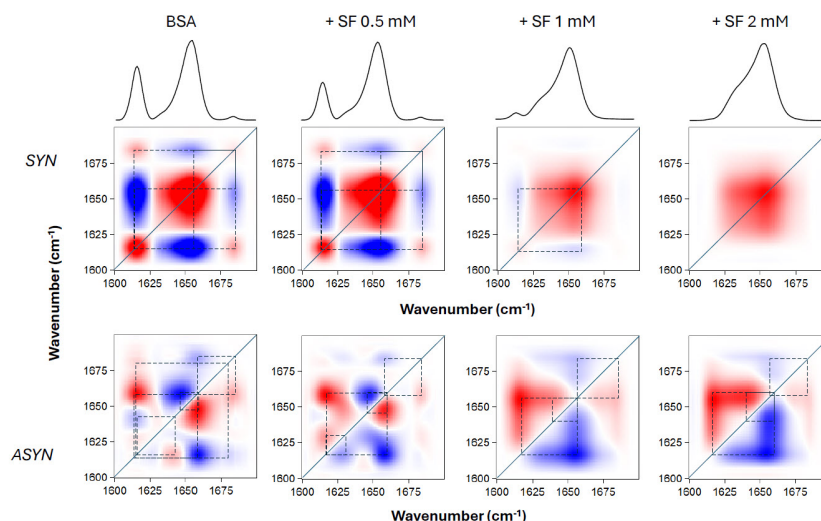 BSA + SF 0.5 mM + SF 1 mM + SF 2 mM
SYN
Wavenumber (cm⁻¹)
1675 1675 1675 1675
1650 1650 1650 1650
1625 1625 1625 1625
1600 1600 1600 1600
1600 1625 1650 1675 1600 1625 1650 1675 1600 1625 1650 1675 1600 1625 1650 1675
Wavenumber (cm⁻¹)
ASYN
1675 1675 1675 1675
1650 1650 1650 1650
1625 1625 1625 1625
1600 1600 1600 1600
1600 1625 1650 1675 1600 1625 1650 1675 1600 1625 1650 1675 1600 1625 1650 1675
Wavenumber (cm⁻¹)